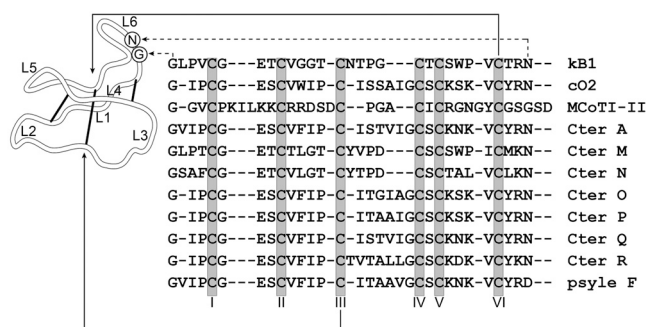 L6
N
G
L5
L4
L1
L2
L3
GLPVCG---ETCVGGT-CNTPG----CTCSWP-VCTRN-- kB1
G-IPCG---ESCVWIP-C-ISSAIGCSCKSK-VCYRN-- cO2
G-GVCPKILKKCRRDSDC--PGA--CICRGNGYCGSGSD MCoTI-II
GVIPCG---ESCVFIP-C-ISTVIGCSCKNK-VCYRN-- Cter A
GLPTCG---ETCTLGT-CYVPD----CSCSWP-ICMKN-- Cter M
GSAFCG---ETCVLGT-CYTPD----CSCTAL-VCLKN-- Cter N
G-IPCG---ESCVFIP-C-ITGIAGCSCKSK-VCYRN-- Cter O
G-IPCG---ESCVFIP-C-ITAAIGCSCKSK-VCYRN-- Cter P
G-IPCG---ESCVFIP-C-ISTVIGCSCKNK-VCYRN-- Cter Q
G-IPCG---ESCVFIP-CTVTALLGCSCKDK-VCYKN-- Cter R
GVIPCG---ESCVFIP-C-ITAAVGCSCKNK-VCYRD-- psyle F
I II III IV V VI